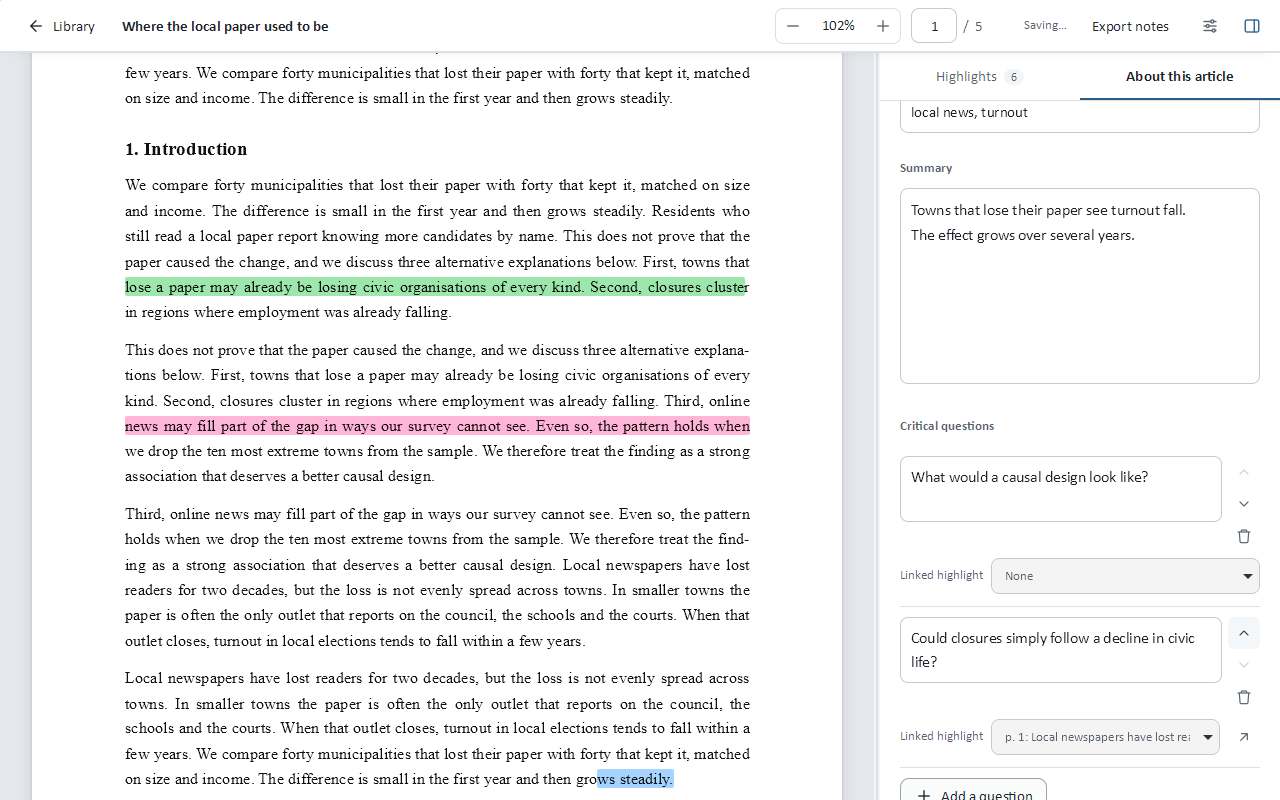 Library
Where the local paper used to be
102%
1 / 5
Saving...
Export notes
few years. We compare forty municipalities that lost their paper with forty that kept it, matched
on size and income. The difference is small in the first year and then grows steadily.
1. Introduction
We compare forty municipalities that lost their paper with forty that kept it, matched on size
and income. The difference is small in the first year and then grows steadily. Residents who
still read a local paper report knowing more candidates by name. This does not prove that the
paper caused the change, and we discuss three alternative explanations below. First, towns that
lose a paper may already be losing civic organisations of every kind. Second, closures cluster
in regions where employment was already falling.
This does not prove that the paper caused the change, and we discuss three alternative explana-
tions below. First, towns that lose a paper may already be losing civic organisations of every
kind. Second, closures cluster in regions where employment was already falling. Third, online
news may fill part of the gap in ways our survey cannot see. Even so, the pattern holds when
we drop the ten most extreme towns from the sample. We therefore treat the finding as a strong
association that deserves a better causal design.
Third, online news may fill part of the gap in ways our survey cannot see. Even so, the pattern
holds when we drop the ten most extreme towns from the sample. We therefore treat the find-
ing as a strong association that deserves a better causal design. Local newspapers have lost
readers for two decades, but the loss is not evenly spread across towns. In smaller towns the
paper is often the only outlet that reports on the council, the schools and the courts. When that
outlet closes, turnout in local elections tends to fall within a few years.
Local newspapers have lost readers for two decades, but the loss is not evenly spread across
towns. In smaller towns the paper is often the only outlet that reports on the council, the
schools and the courts. When that outlet closes, turnout in local elections tends to fall within a
few years. We compare forty municipalities that lost their paper with forty that kept it, matched
on size and income. The difference is small in the first year and then grows steadily.
Highlights 6
About this article
local news, turnout
Summary
Towns that lose their paper see turnout fall.
The effect grows over several years.
Critical questions
What would a causal design look like?
Linked highlight
None
Could closures simply follow a decline in civic
life?
Linked highlight
p. 1: Local newspapers have lost
Add a question